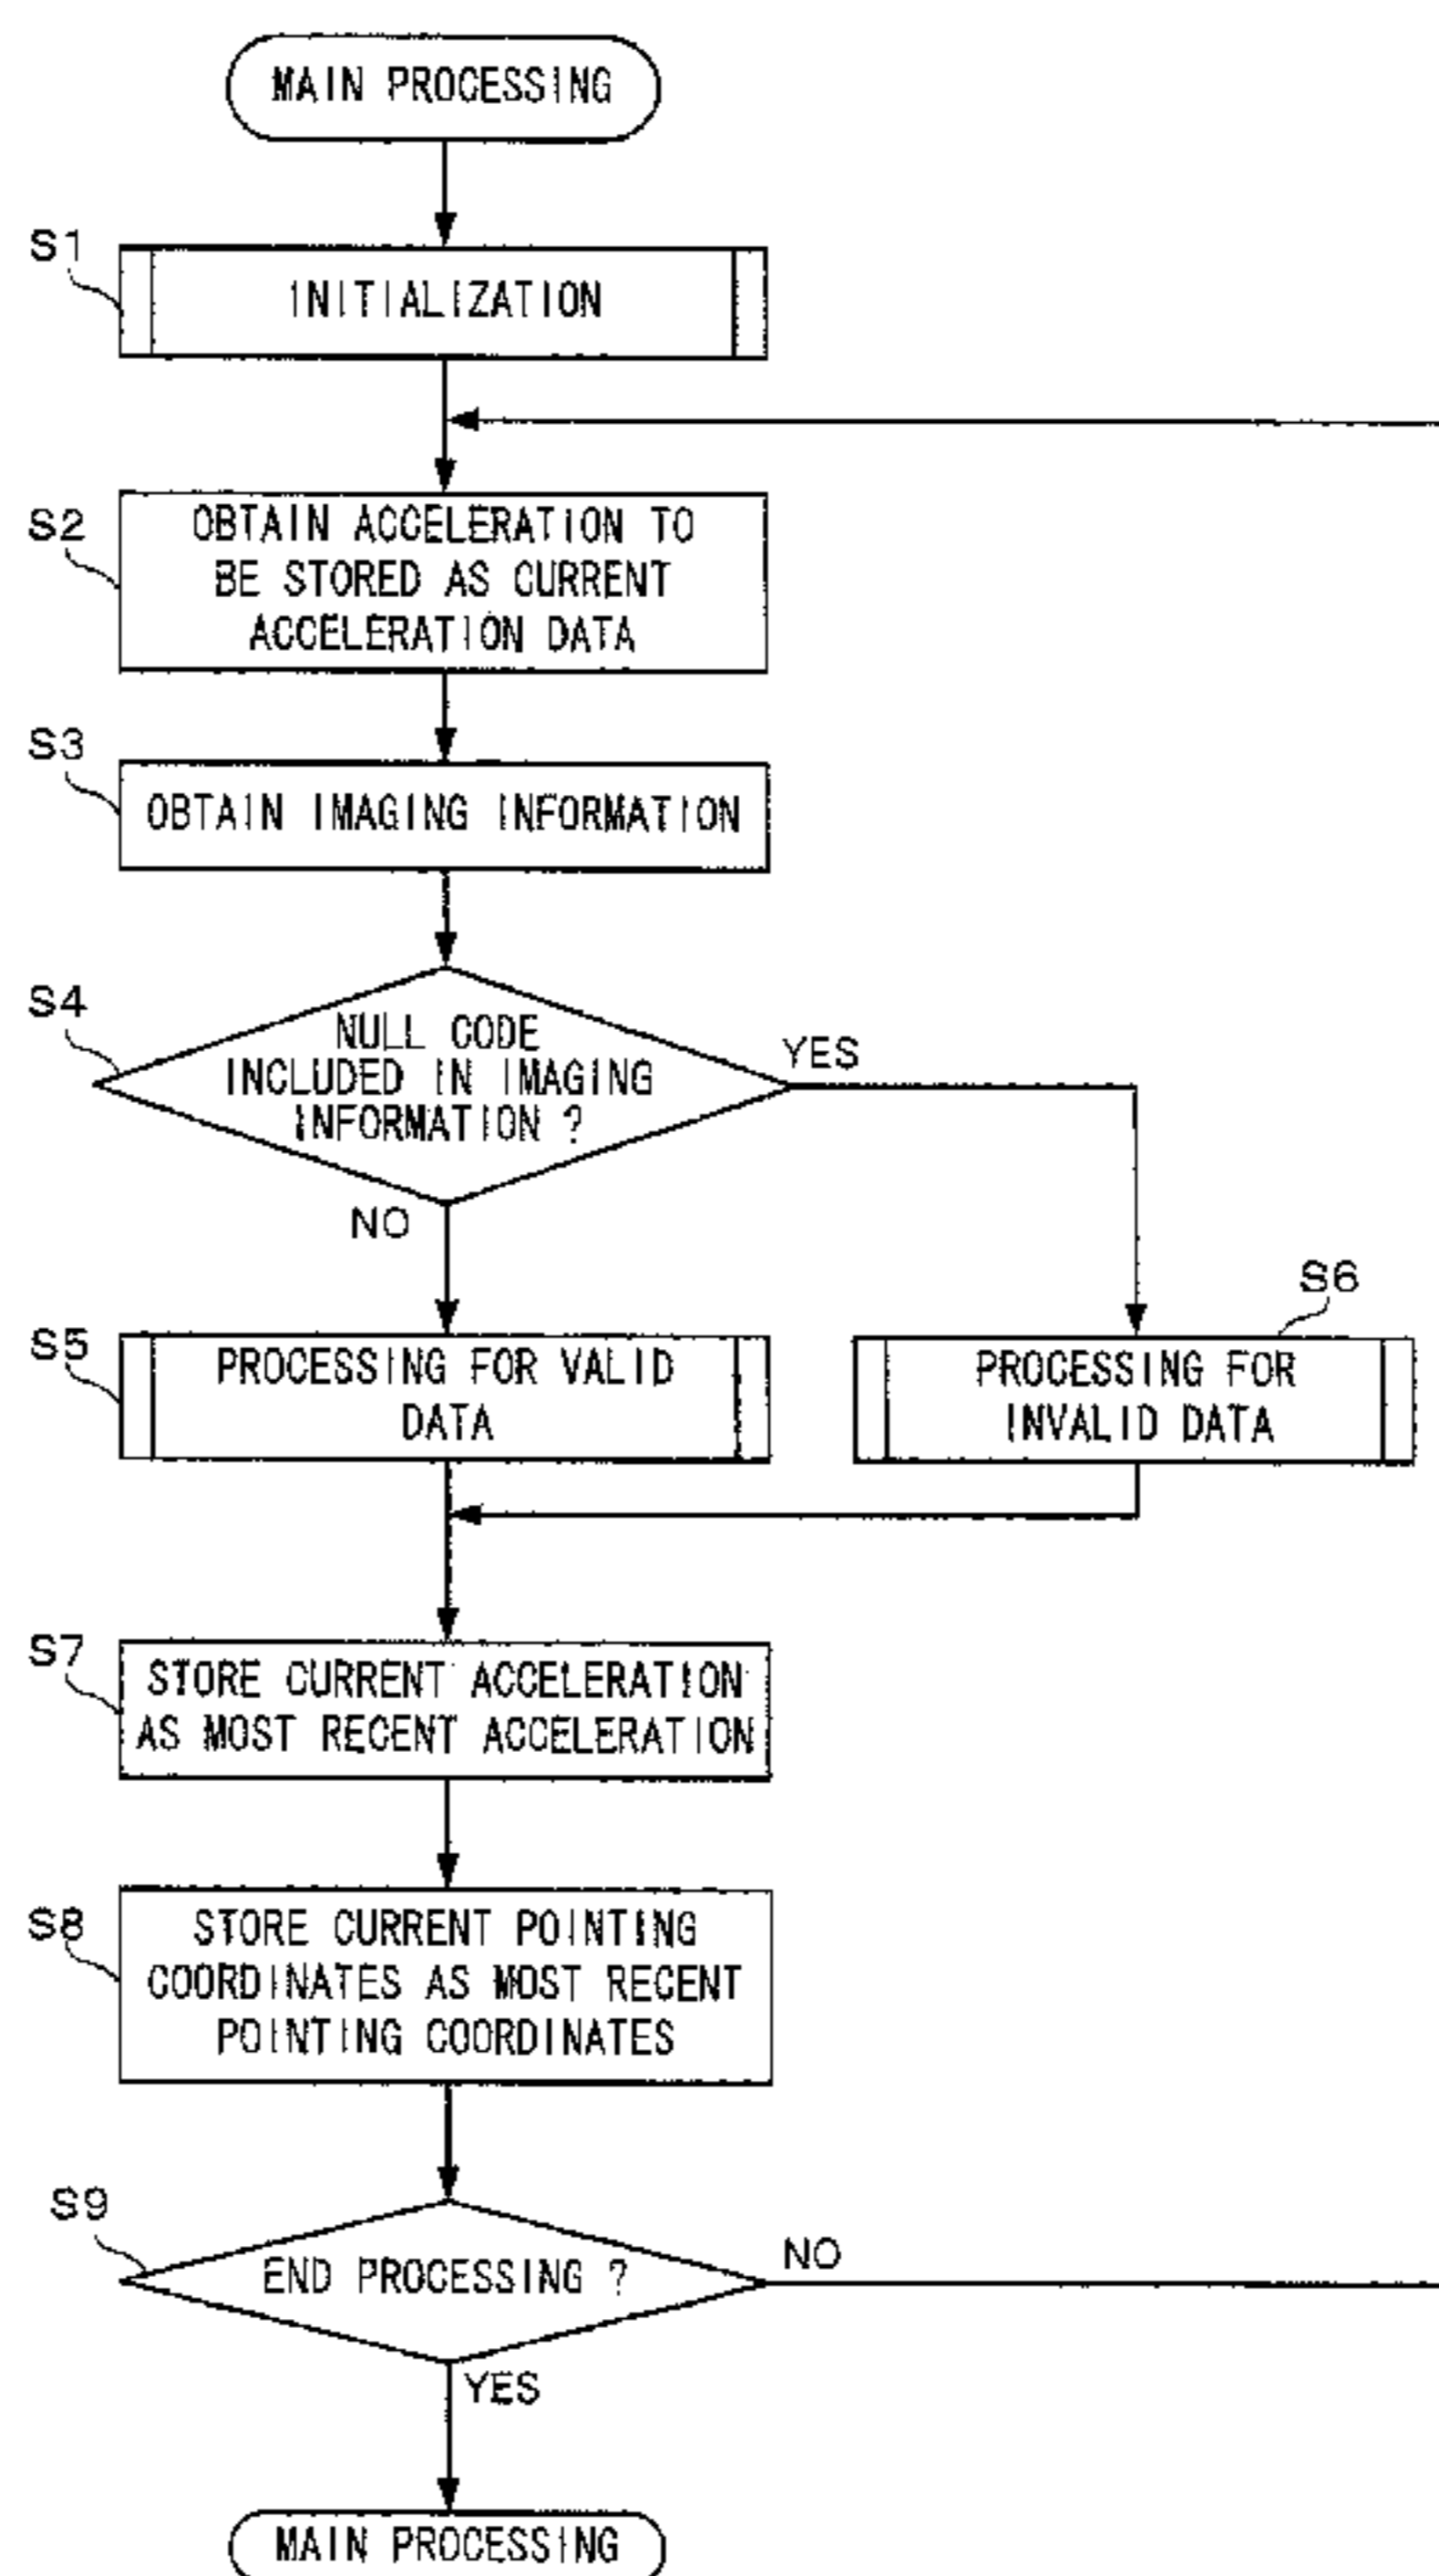 MAIN PROCESSING
S1
INITIALIZATION
S2
OBTAIN ACCELERATION TO
BE STORED AS CURRENT
ACCELERATION DATA
S3
OBTAIN IMAGING INFORMATION
S4
NULL CODE
INCLUDED IN IMAGING
INFORMATION ?
YES
NO
S5
PROCESSING FOR VALID
DATA
S6
PROCESSING FOR
INVALID DATA
S7
STORE CURRENT ACCELERATION
AS MOST RECENT ACCELERATION
S8
STORE CURRENT POINTING
COORDINATES AS MOST RECENT
POINTING COORDINATES
S9
END PROCESSING ?
NO
YES
MAIN PROCESSING